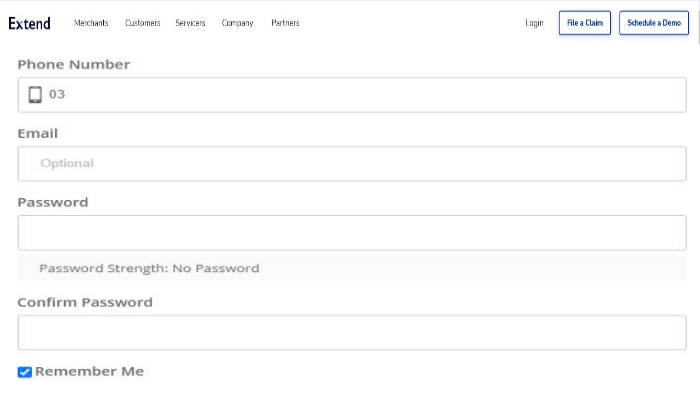 Extend Merchants Customers Servicers Company Partners Login File a Claim Schedule a Demo
Phone Number
03
Email
Optional
Password
Password Strength: No Password
Confirm Password
Remember Me